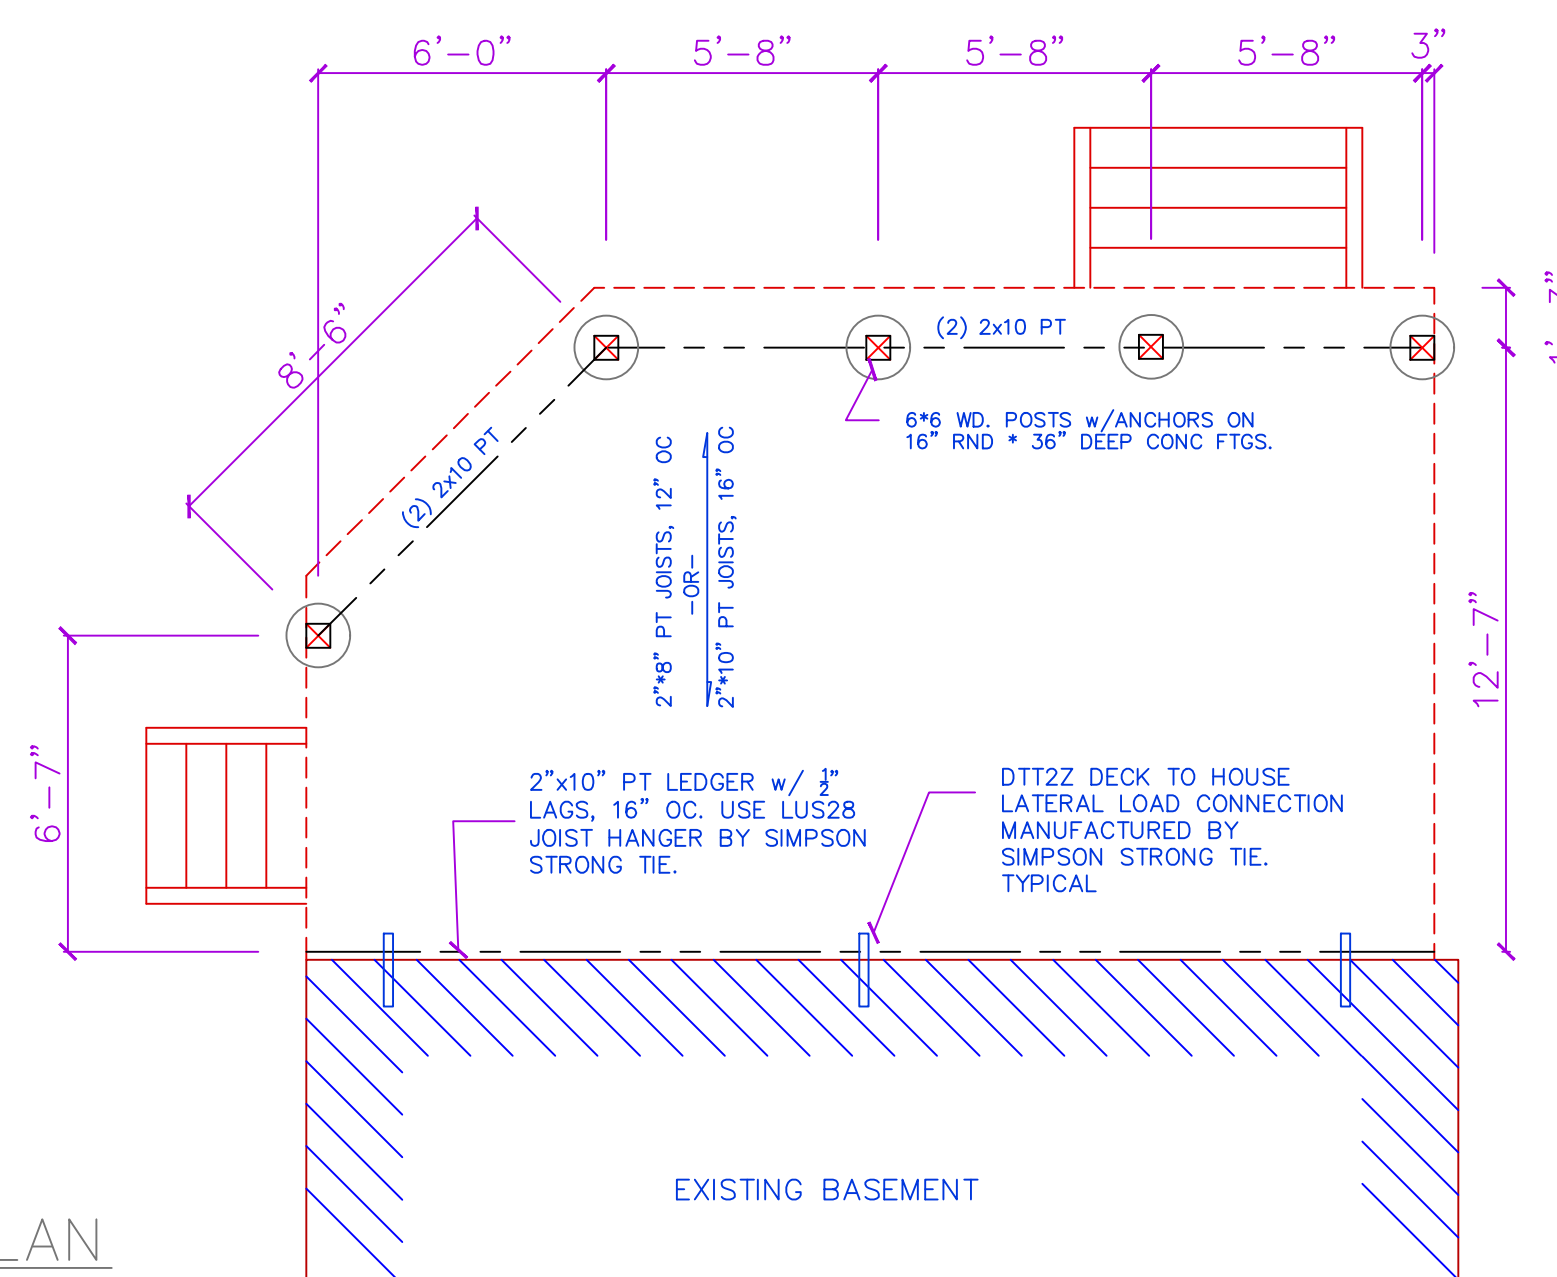 6'-0"
5'-8"
5'-8"
5'-8"
3"
8'-6"
(2) 2x10 PT
(2) 2x10 PT
6*6 WD. POSTS w/ANCHORS ON
16" RND * 36" DEEP CONC FTGS.
2"*8" PT JOISTS, 12" OC
-OR-
2"*10" PT JOISTS, 16" OC
12'-7"
6'-7"
2"x10" PT LEDGER w/ ½"
LAGS, 16" OC. USE LUS28
JOIST HANGER BY SIMPSON
STRONG TIE.
DTT2Z DECK TO HOUSE
LATERAL LOAD CONNECTION
MANUFACTURED BY
SIMPSON STRONG TIE.
TYPICAL
EXISTING BASEMENT
LAN